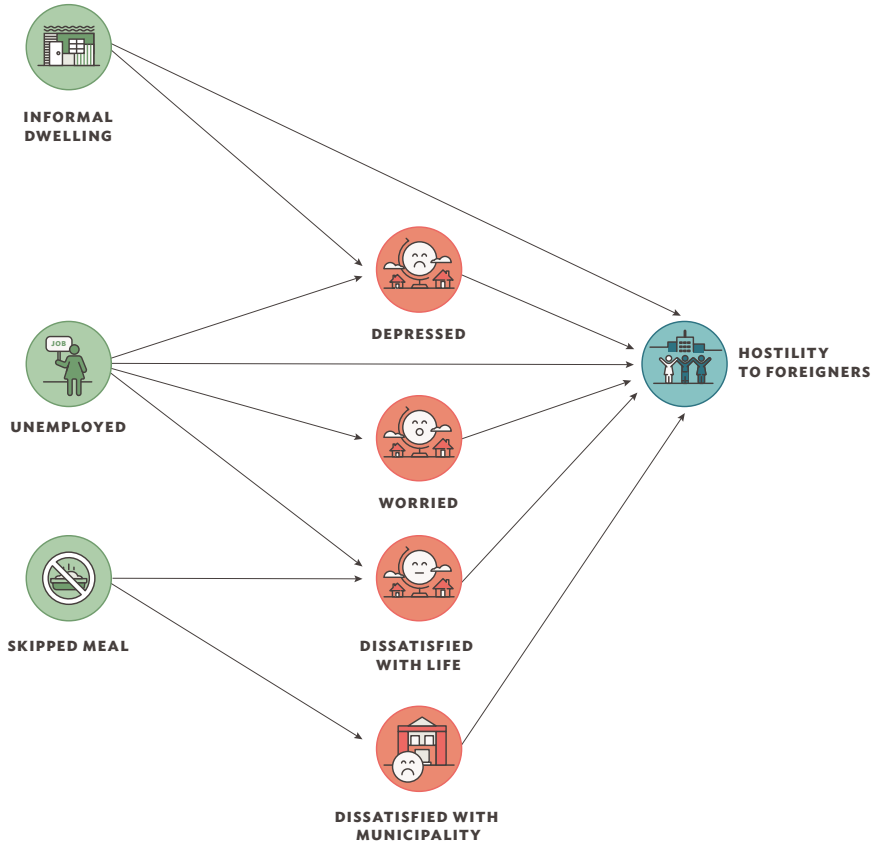 INFORMAL
DWELLING
DEPRESSED
JOB
HOSTILITY
TO FOREIGNERS
UNEMPLOYED
WORRIED
SKIPPED MEAL
DISSATISFIED
WITH LIFE
DISSATISFIED WITH
MUNICIPALITY